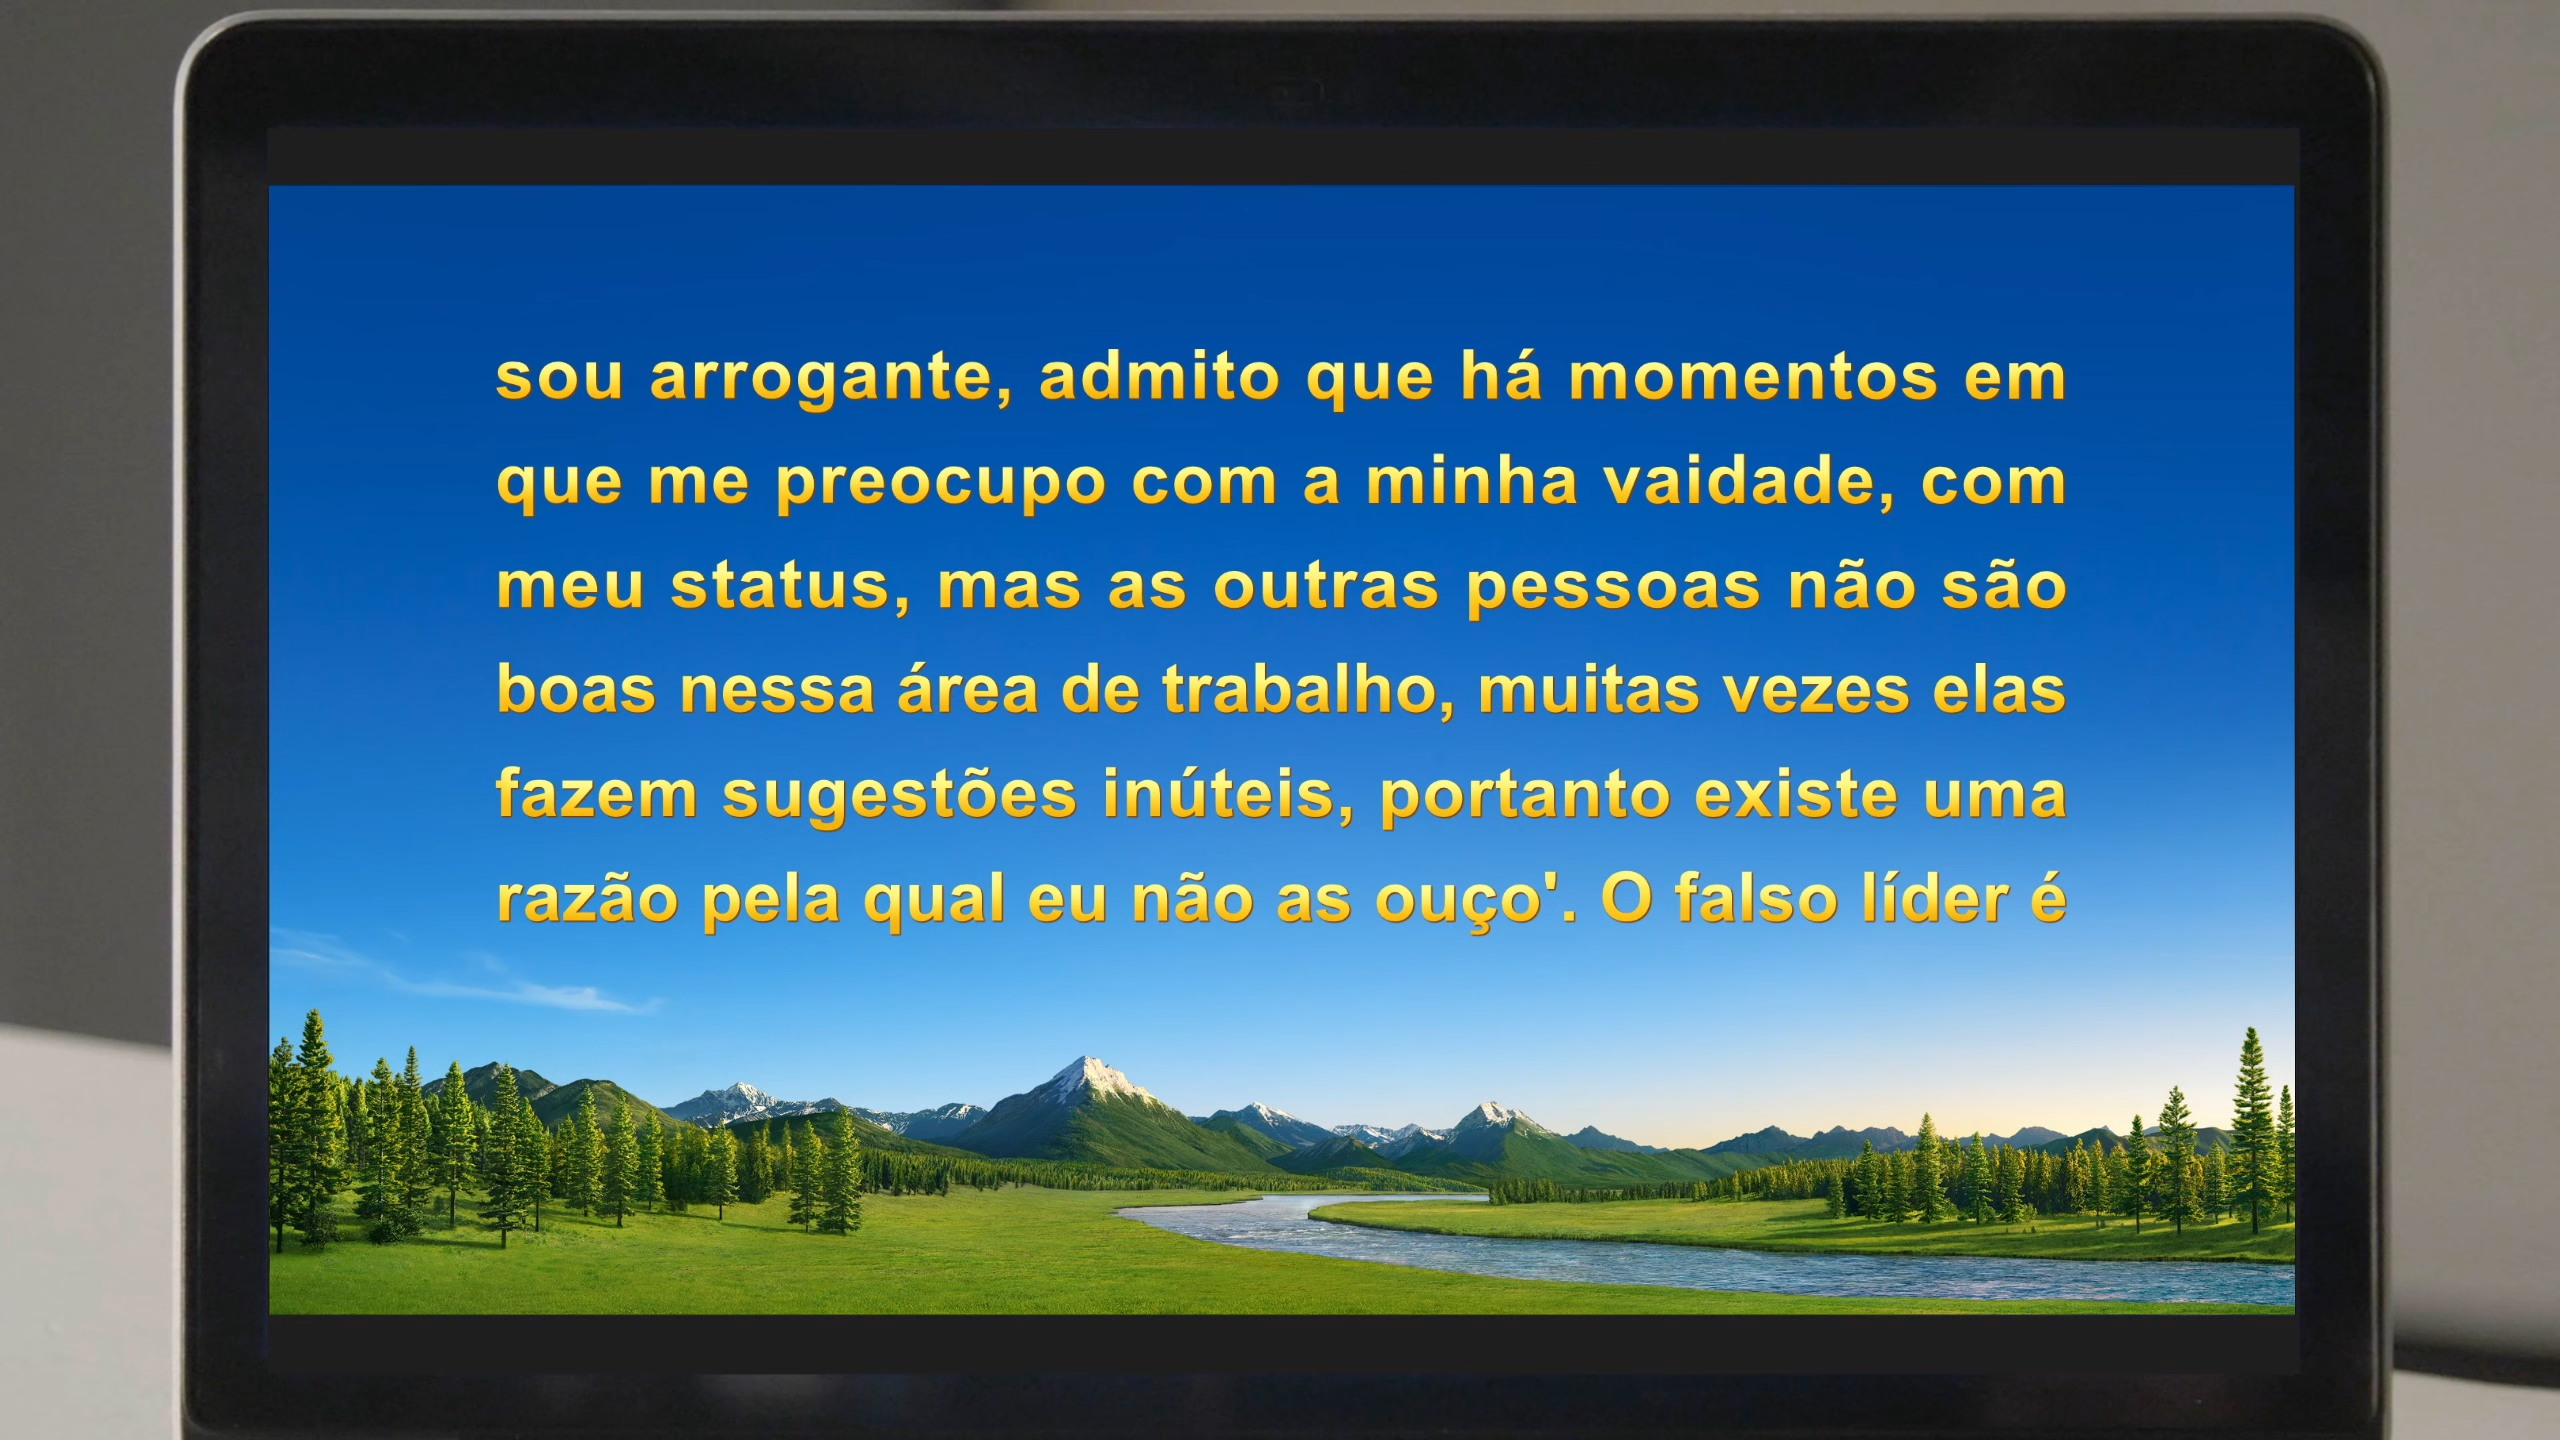 sou arrogante, admito que há momentos em
que me preocupo com a minha vaidade, com
meu status, mas as outras pessoas não são
boas nessa área de trabalho, muitas vezes elas
fazem sugestões inúteis, portanto existe uma
razão pela qual eu não as ouço'. O falso líder é